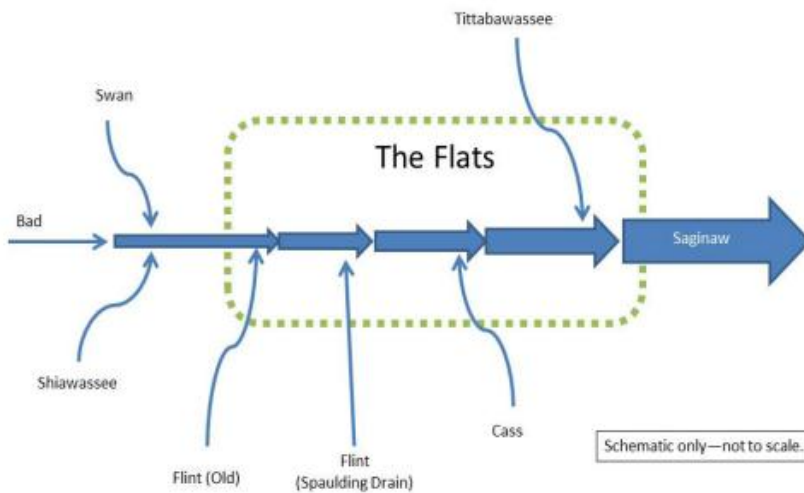 Tittabawassee
Swan
The Flats
Bad
Saginaw
Shiawassee
Cass
Flint (Old)
Flint
(Spaulding Drain)
Schematic only—not to scale.